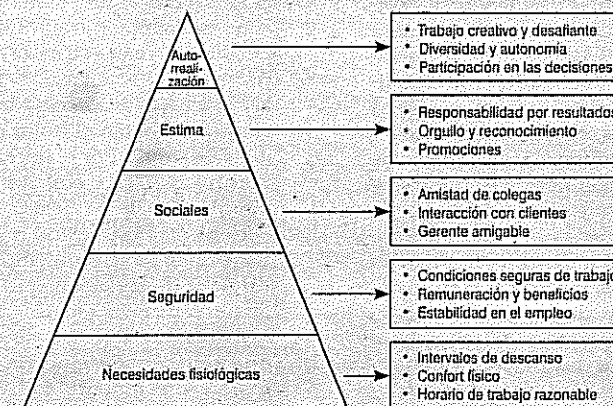 Auto-
rreali-
zación
• Trabajo creativo y desafiante
• Diversidad y autonomía
• Participación en las decisiones
Estima
• Responsabilidad por resultados
• Orgullo y reconocimiento
• Promociones
Sociales
• Amistad de colegas
• Interacción con clientes
• Gerente amigable
Seguridad
• Condiciones seguras de trabajo
• Remuneración y beneficios
• Estabilidad en el empleo
Necesidades fisiológicas
• Intervalos de descanso
• Confort físico
• Horario de trabajo razonable